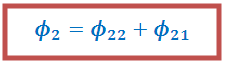 ϕ₂ = ϕ₂₂ + ϕ₂₁